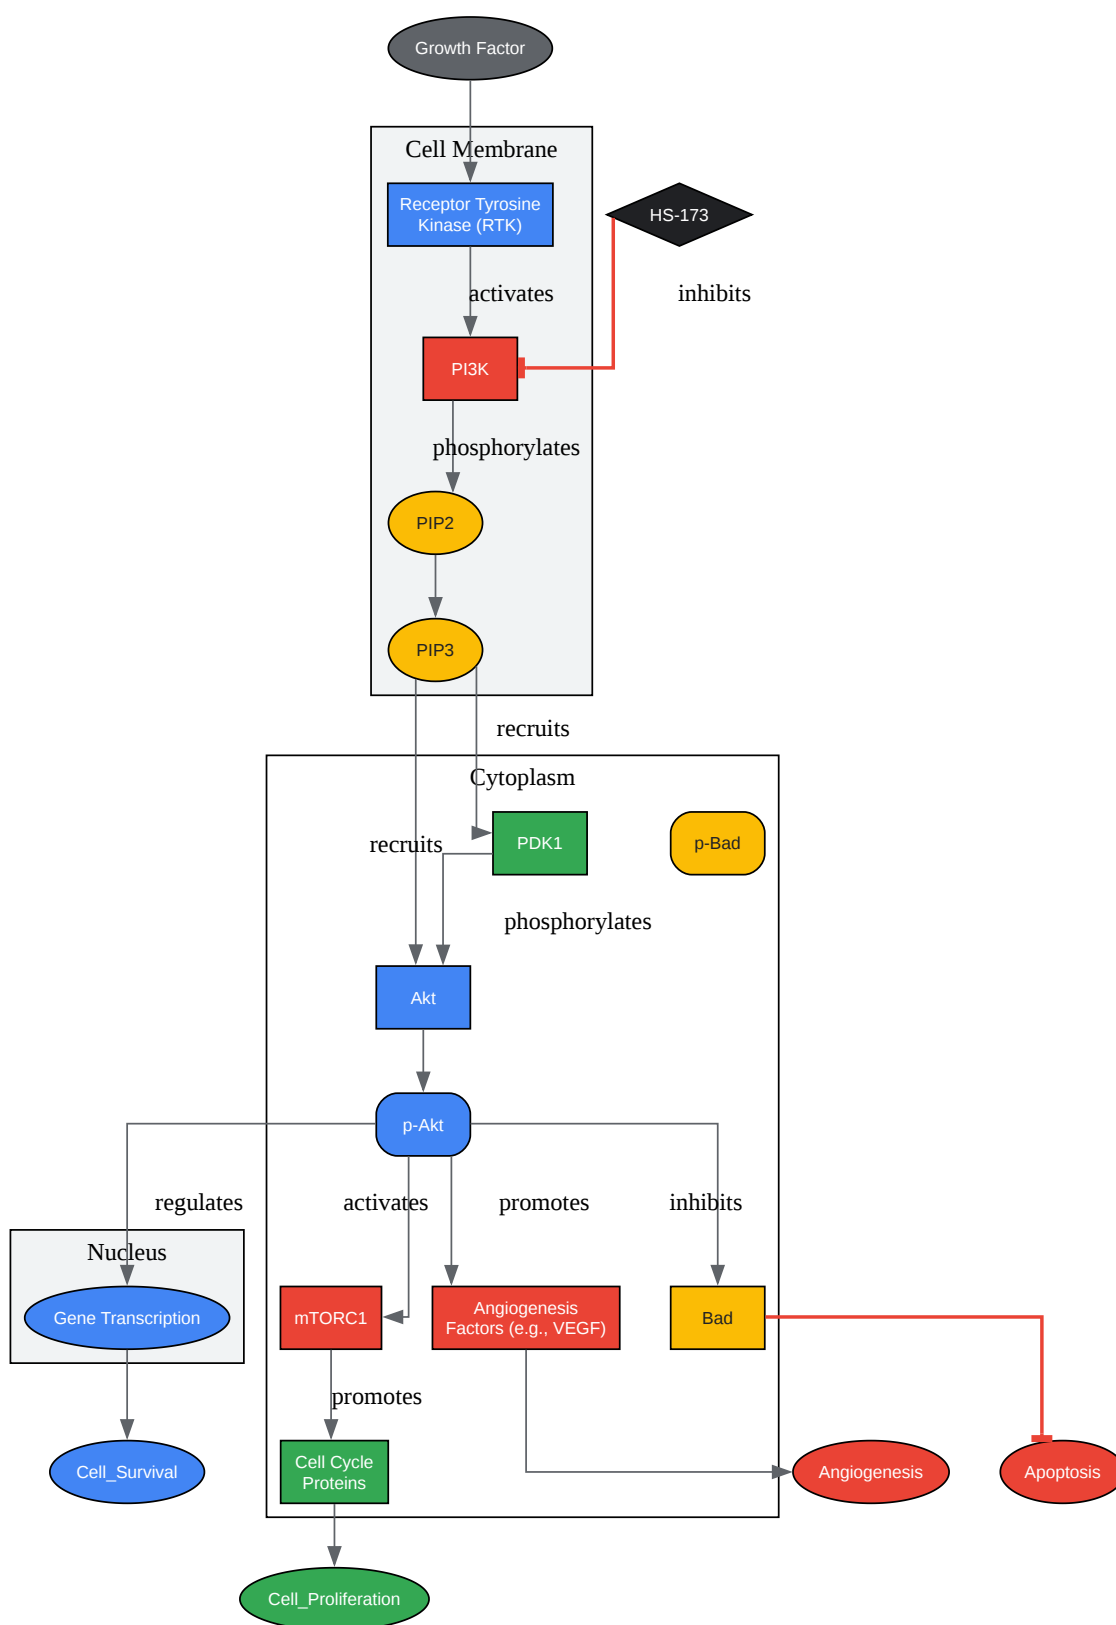 Growth Factor
Cell Membrane
Receptor Tyrosine
Kinase (RTK)
HS-173
activates
inhibits
PI3K
phosphorylates
PIP2
PIP3
recruits
Cytoplasm
recruits
PDK1
p-Bad
phosphorylates
Akt
p-Akt
regulates
activates
promotes
inhibits
Nucleus
Gene Transcription
mTORC1
Angiogenesis
Factors (e.g., VEGF)
Bad
promotes
Cell_Survival
Cell Cycle
Proteins
Angiogenesis
Apoptosis
Cell_Proliferation